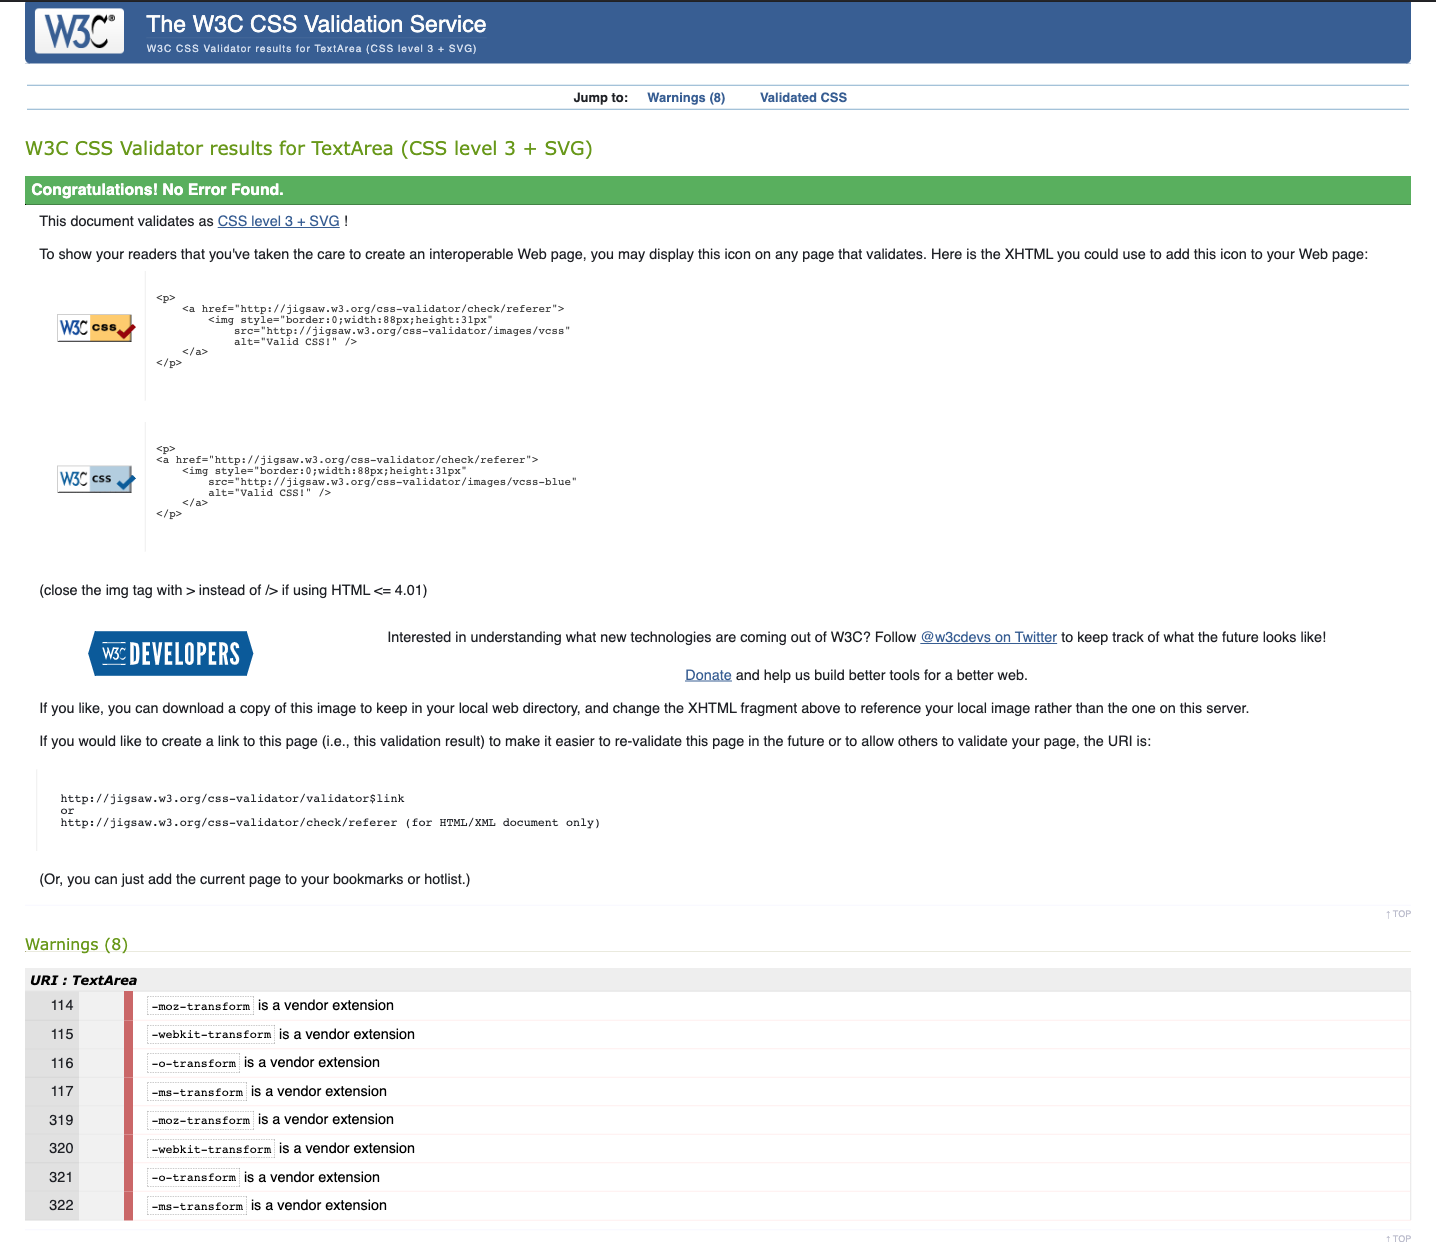 W3C®
The W3C CSS Validation Service
W3C CSS Validator results for TextArea (CSS level 3 + SVG)
Jump to: Warnings (8) Validated CSS
W3C CSS Validator results for TextArea (CSS level 3 + SVG)
Congratulations! No Error Found.
This document validates as CSS level 3 + SVG !
To show your readers that you've taken the care to create an interoperable Web page, you may display this icon on any page that validates. Here is the XHTML you could use to add this icon to your Web page:
W3C css
<p>
<a href="http://jigsaw.w3.org/css-validator/check/referer">
<img style="border:0;width:88px;height:31px"
src="http://jigsaw.w3.org/css-validator/images/vcss"
alt="Valid CSS!" />
</a>
</p>
W3C css
<p>
<a href="http://jigsaw.w3.org/css-validator/check/referer">
<img style="border:0;width:88px;height:31px"
src="http://jigsaw.w3.org/css-validator/images/vcss-blue"
alt="Valid CSS!" />
</a>
</p>
(close the img tag with > instead of /> if using HTML <= 4.01)
W3C DEVELOPERS
Interested in understanding what new technologies are coming out of W3C? Follow @w3cdevs on Twitter to keep track of what the future looks like!
Donate and help us build better tools for a better web.
If you like, you can download a copy of this image to keep in your local web directory, and change the XHTML fragment above to reference your local image rather than the one on this server.
If you would like to create a link to this page (i.e., this validation result) to make it easier to re-validate this page in the future or to allow others to validate your page, the URI is:
http://jigsaw.w3.org/css-validator/validator$link
or
http://jigsaw.w3.org/css-validator/check/referer (for HTML/XML document only)
(Or, you can just add the current page to your bookmarks or hotlist.)
↑ TOP
Warnings (8)
URI : TextArea
114 -moz-transform is a vendor extension
115 -webkit-transform is a vendor extension
116 -o-transform is a vendor extension
117 -ms-transform is a vendor extension
319 -moz-transform is a vendor extension
320 -webkit-transform is a vendor extension
321 -o-transform is a vendor extension
322 -ms-transform is a vendor extension
↑ TOP